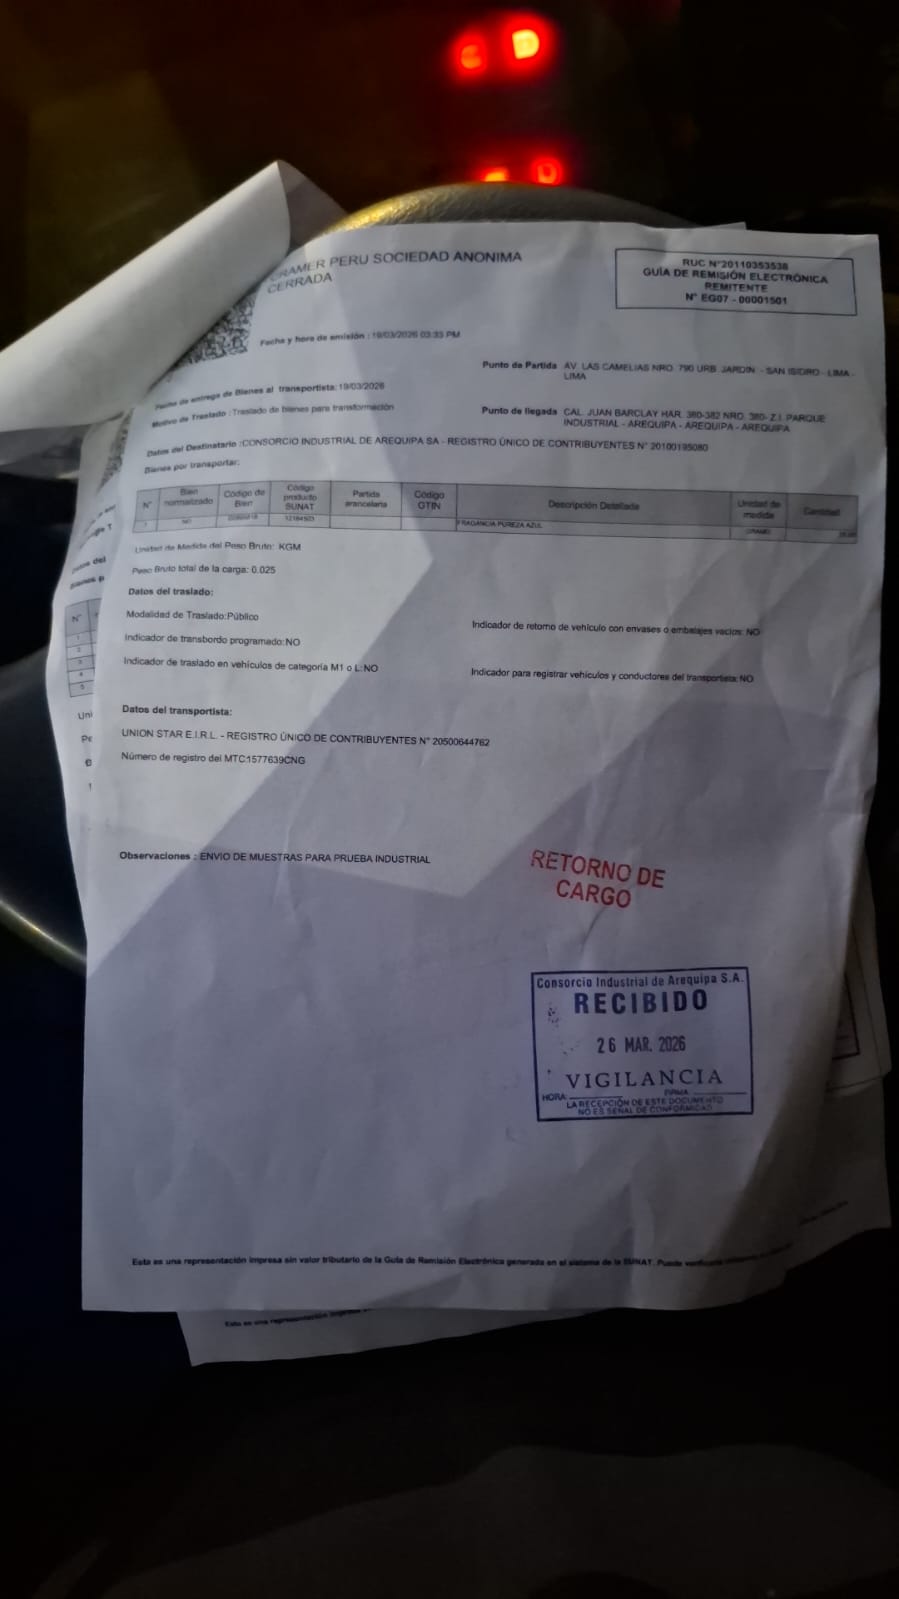 CRAMER PERU SOCIEDAD ANONIMA
CERRADA
RUC N°20110353538
GUÍA DE REMISIÓN ELECTRÓNICA
REMITENTE
N° EG07 - 00001501
Fecha y hora de emisión : 19/03/2026 03:33 PM
Punto de Partida AV. LAS CAMELIAS NRO. 790 URB. JARDIN - SAN ISIDRO - LIMA -
LIMA
Fecha de entrega de Bienes al transportista: 19/03/2026
Motivo de Traslado : Traslado de bienes para transformación
Punto de llegada CAL. JUAN BARCLAY HAR. 380-382 NRO. 380- Z.I. PARQUE
INDUSTRIAL - AREQUIPA - AREQUIPA - AREQUIPA
Datos del Destinatario :CONSORCIO INDUSTRIAL DE AREQUIPA SA - REGISTRO ÚNICO DE CONTRIBUYENTES N° 20100195080
Bienes por transportar:
N° Bien normalizado Código de Bien Código producto SUNAT Partida arancelaria Código GTIN Descripción Detallada Unidad de medida Cantidad
1 NO FRAGANCIA PUREZA AZUL
Unidad de Medida del Peso Bruto: KGM
Peso Bruto total de la carga: 0.025
Datos del traslado:
Modalidad de Traslado:Público
Indicador de retorno de vehículo con envases o embalajes vacíos: NO
Indicador de transbordo programado:NO
Indicador de traslado en vehículos de categoría M1 o L:NO
Indicador para registrar vehículos y conductores del transportista:NO
Datos del transportista:
UNION STAR E.I.R.L. - REGISTRO ÚNICO DE CONTRIBUYENTES N° 20500644762
Número de registro del MTC:1577639CNG
Observaciones : ENVIO DE MUESTRAS PARA PRUEBA INDUSTRIAL
RETORNO DE
CARGO
Consorcio Industrial de Arequipa S.A.
RECIBIDO
26 MAR. 2026
VIGILANCIA
HORA: FIRMA
LA RECEPCIÓN DE ESTE DOCUMENTO
NO ES SEÑAL DE CONFORMIDAD
Esta es una representación impresa sin valor tributario de la Guía de Remisión Electrónica generada en el sistema de la SUNAT. Puede